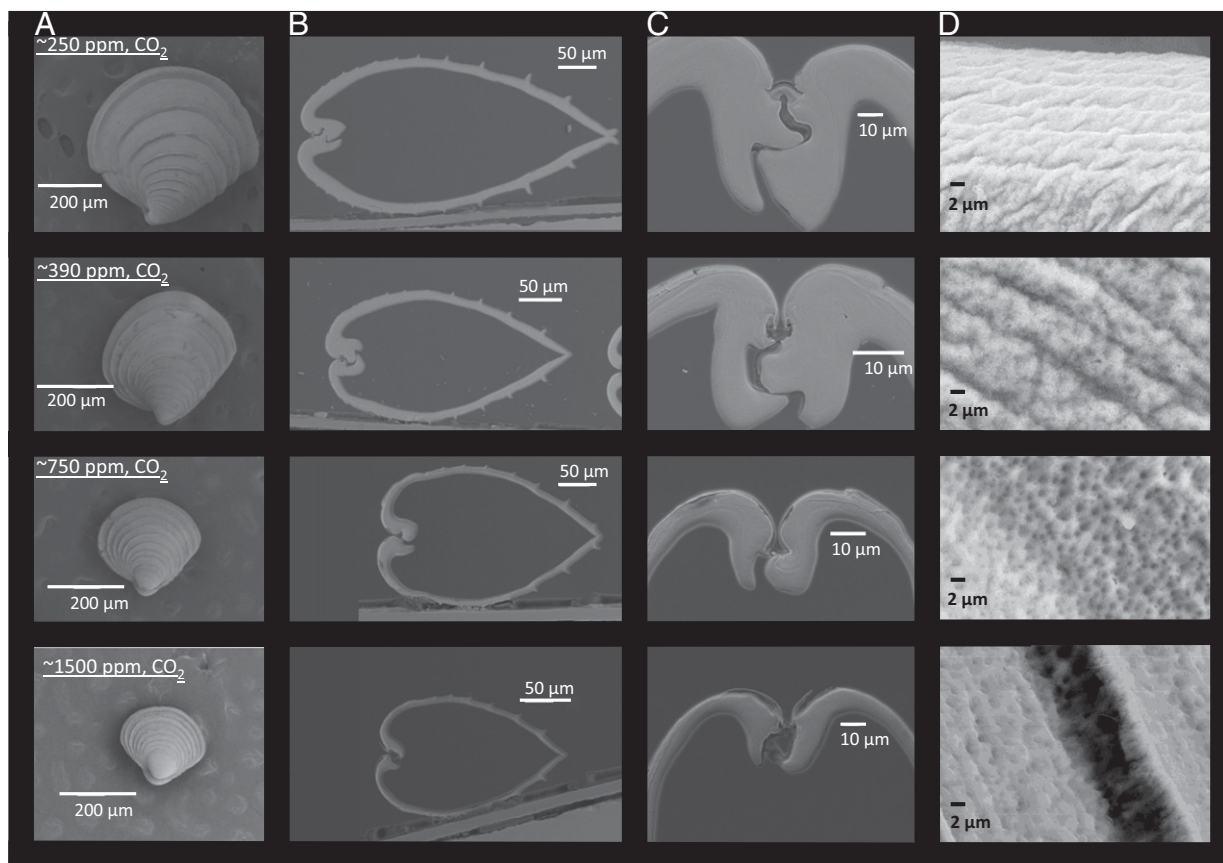 A
B
C
D
~250 ppm, CO₂
200 µm
50 µm
10 µm
2 µm
~390 ppm, CO₂
200 µm
50 µm
10 µm
2 µm
~750 ppm, CO₂
200 µm
50 µm
10 µm
2 µm
~1500 ppm, CO₂
200 µm
50 µm
10 µm
2 µm